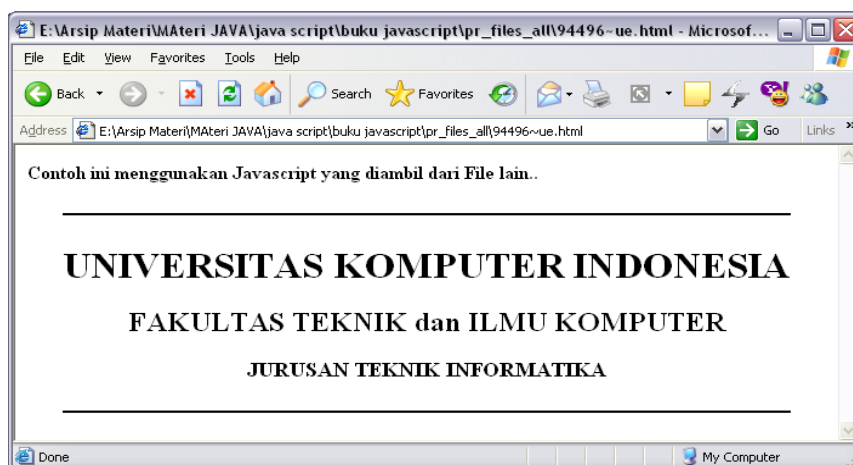 E:\Arsip Materi\MAteri JAVA\java script\buku javascript\pr_files_all\94496~ue.html - Microsof...
File Edit View Favorites Tools Help
Back Search Favorites
Address E:\Arsip Materi\MAteri JAVA\java script\buku javascript\pr_files_all\94496~ue.html Go Links »
Contoh ini menggunakan Javascript yang diambil dari File lain..
UNIVERSITAS KOMPUTER INDONESIA
FAKULTAS TEKNIK dan ILMU KOMPUTER
JURUSAN TEKNIK INFORMATIKA
Done My Computer